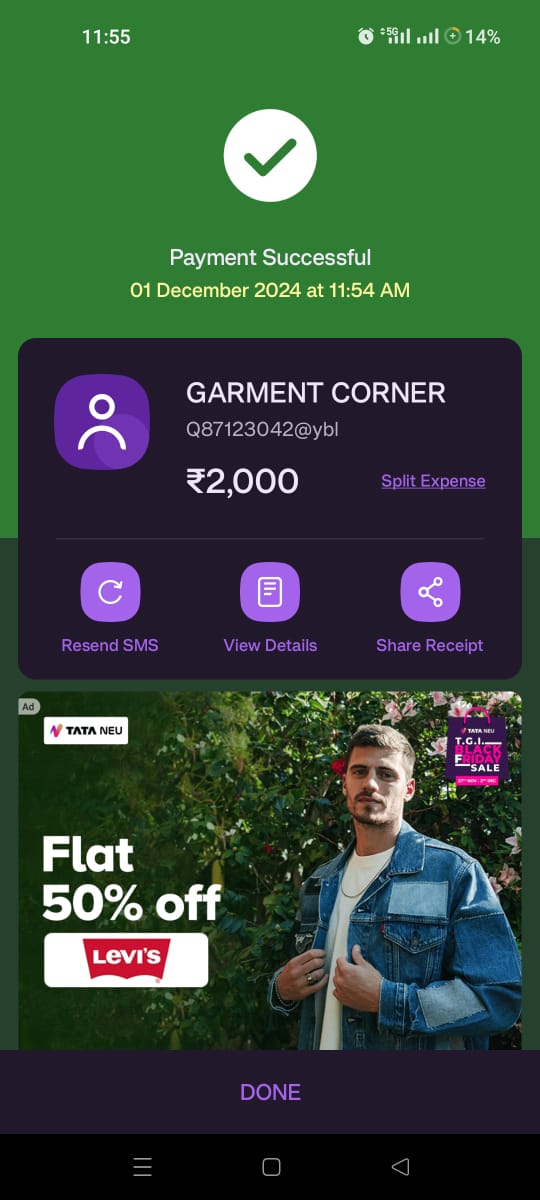 11:55
5G
14%
Payment Successful
01 December 2024 at 11:54 AM
GARMENT CORNER
Q87123042@ybl
₹2,000
Split Expense
Resend SMS
View Details
Share Receipt
Ad
TATA NEU
TATA NEU
T.G.I.
BLACK
FRIDAY
SALE
Flat
50% off
LEVI'S
DONE